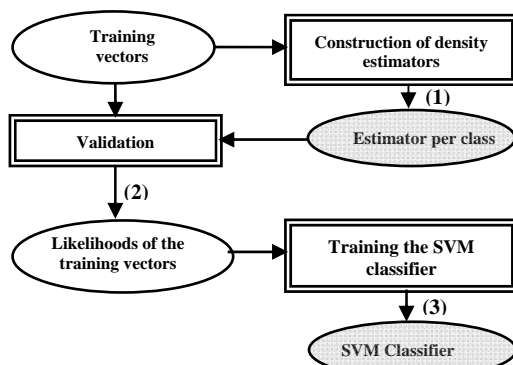 Training
vectors
Construction of density
estimators
(1)
Validation
Estimator per class
(2)
Likelihoods of the
training vectors
Training the SVM
classifier
(3)
SVM Classifier